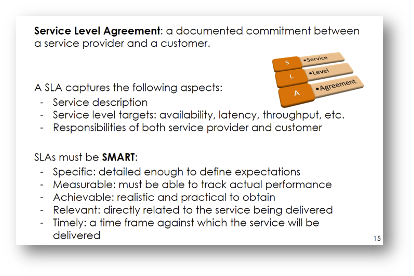 Service Level Agreement: a documented commitment between
a service provider and a customer.
S •Service
L •Level
A •Agreement
A SLA captures the following aspects:
- Service description
- Service level targets: availability, latency, throughput, etc.
- Responsibilities of both service provider and customer
SLAs must be SMART:
- Specific: detailed enough to define expectations
- Measurable: must be able to track actual performance
- Achievable: realistic and practical to obtain
- Relevant: directly related to the service being delivered
- Timely: a time frame against which the service will be
delivered
15